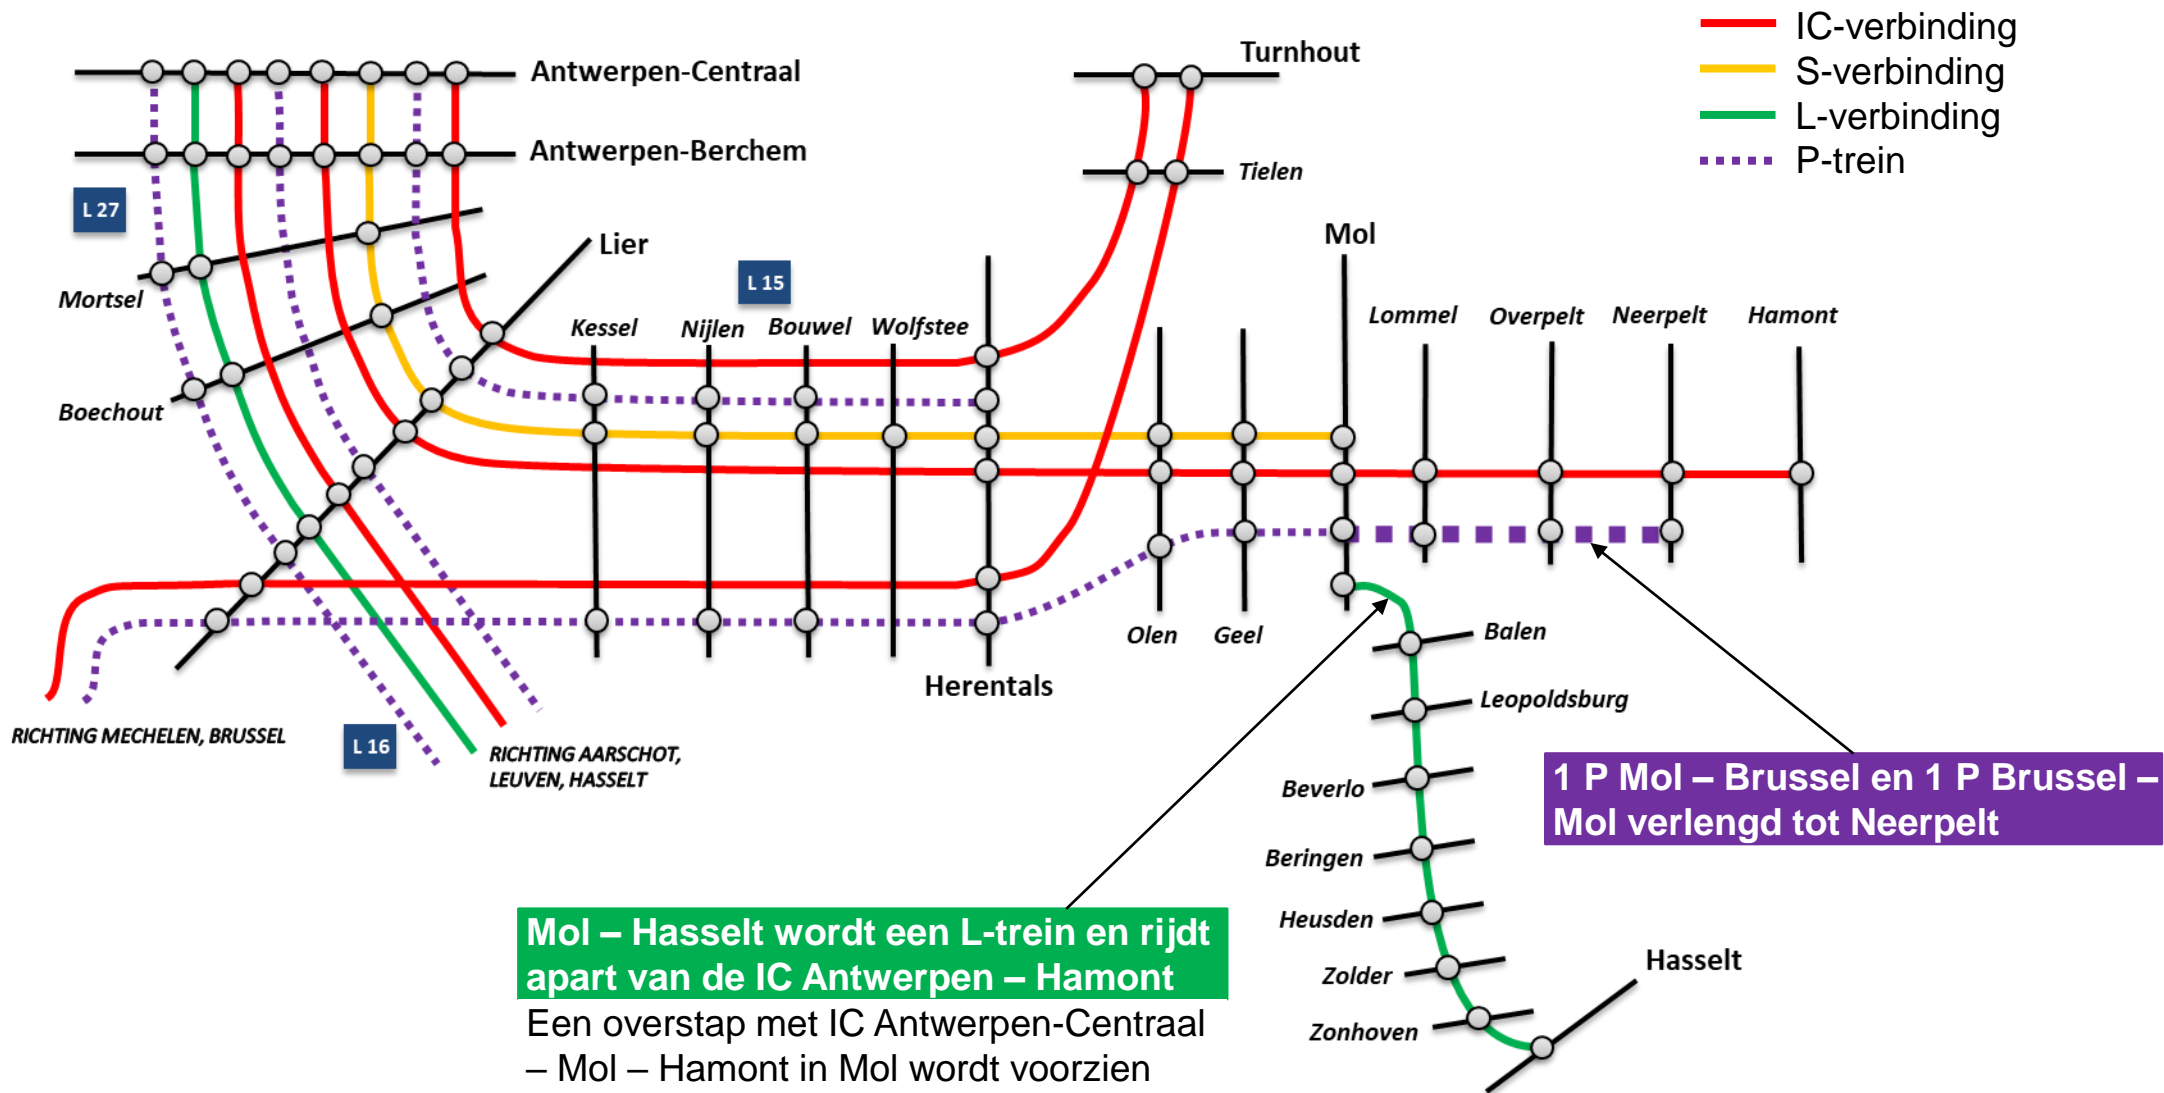 IC-verbinding
S-verbinding
L-verbinding
P-trein
Antwerpen-Centraal
Antwerpen-Berchem
L 27
Mortsel
Boechout
Lier
L 15
Kessel
Nijlen
Bouwel
Wolfstee
Turnhout
Tielen
Mol
Lommel
Overpelt
Neerpelt
Hamont
Olen
Geel
Herentals
RICHTING MECHELEN, BRUSSEL
L 16
RICHTING AARSCHOT,
LEUVEN, HASSELT
Balen
Leopoldsburg
Beverlo
Beringen
Heusden
Zolder
Zonhoven
Hasselt
1 P Mol – Brussel en 1 P Brussel –
Mol verlengd tot Neerpelt
Mol – Hasselt wordt een L-trein en rijdt
apart van de IC Antwerpen – Hamont
Een overstap met IC Antwerpen-Centraal
– Mol – Hamont in Mol wordt voorzien